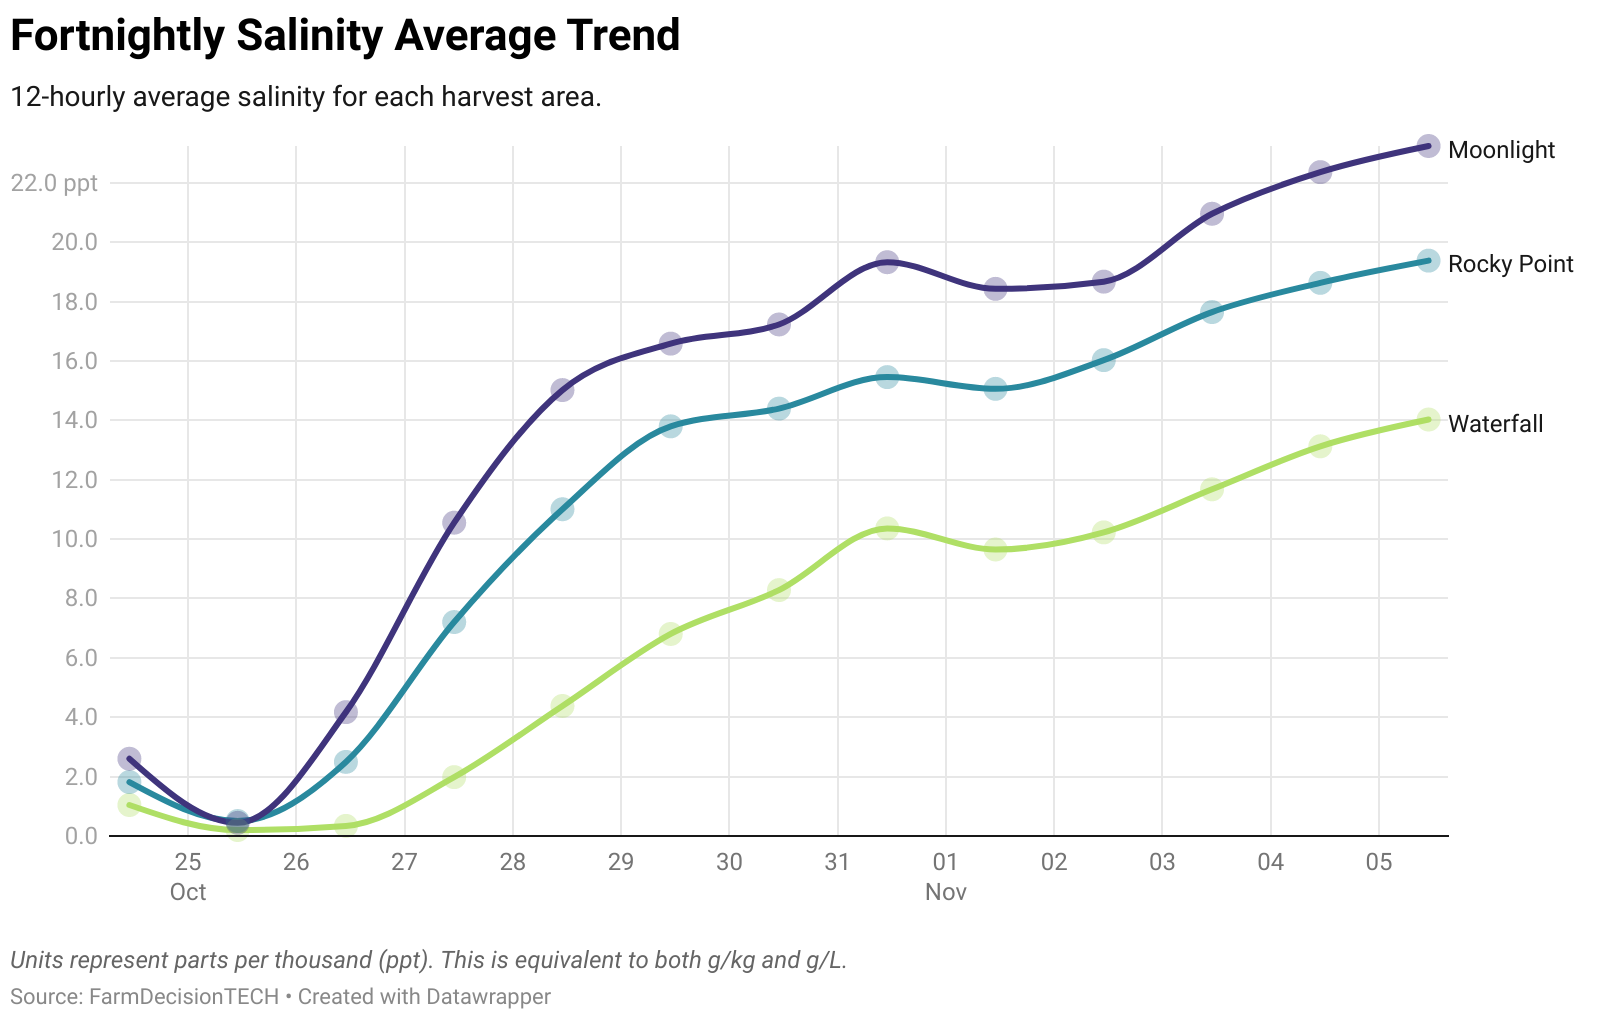 Fortnightly Salinity Average Trend
12-hourly average salinity for each harvest area.
Moonlight
22.0 ppt
20.0
Rocky Point
18.0
16.0
14.0
Waterfall
12.0
10.0
8.0
6.0
4.0
2.0
0.0
25 26 27 28 29 30 31 01 02 03 04 05
Oct Nov
Units represent parts per thousand (ppt). This is equivalent to both g/kg and g/L.
Source: FarmDecisionTECH • Created with Datawrapper